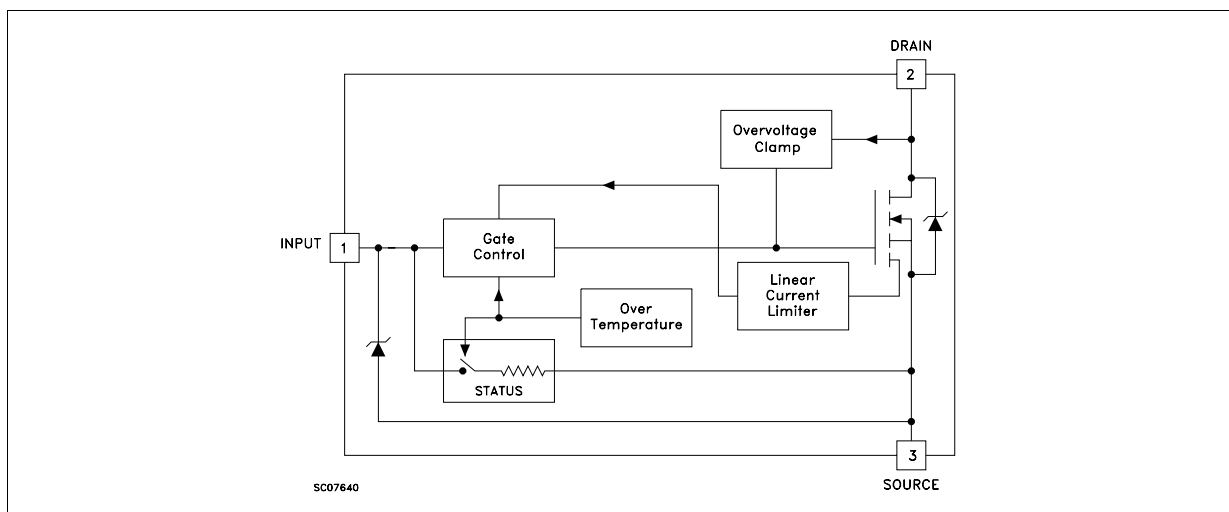 DRAIN
2
Overvoltage
Clamp
INPUT
1
Gate
Control
Linear
Current
Limiter
Over
Temperature
STATUS
3
SOURCE
SC07640